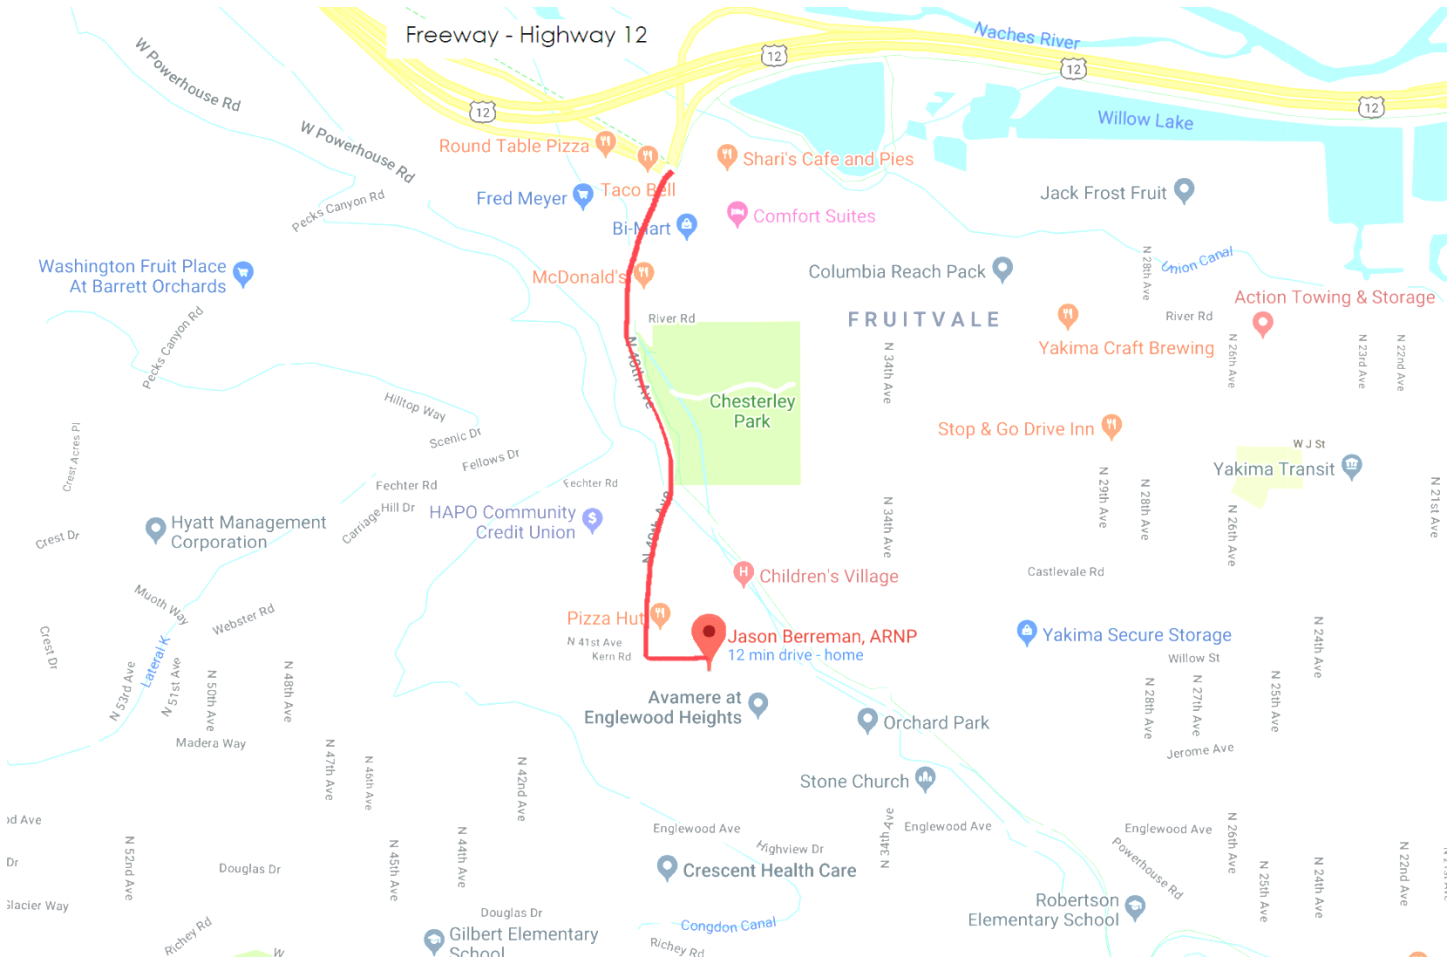 Freeway - Highway 12
Naches River
12
12
12
12
W Powerhouse Rd
Willow Lake
W Powerhouse Rd
Round Table Pizza
Shari's Cafe and Pies
Taco Bell
Fred Meyer
Jack Frost Fruit
Pecks Canyon Rd
Comfort Suites
Bi-Mart
Washington Fruit Place
At Barrett Orchards
McDonald's
Columbia Reach Pack
N 28th Ave
Union Canal
Action Towing & Storage
River Rd
FRUITVALE
River Rd
Pecks Canyon Rd
Yakima Craft Brewing
N 40th Ave
N 34th Ave
N 26th Ave
N 23rd Ave
N 22nd Ave
Hilltop Way
Chesterley
Park
Scenic Dr
Stop & Go Drive Inn
W J St
Crest Acres Pl
Fellows Dr
Yakima Transit
Fechter Rd
Fechter Rd
Hill Dr
Carriage
HAPO Community
Credit Union
Hyatt Management
Corporation
N 40th Ave
N 34th Ave
N 29th Ave
N 28th Ave
N 26th Ave
N 21st Ave
Crest Dr
Children's Village
Castlevale Rd
Muoth Way
Webster Rd
Pizza Hut
Jason Berreman, ARNP
12 min drive - home
Yakima Secure Storage
N 41st Ave
Kern Rd
Willow St
N 24th Ave
Crest Dr
Lateral K
N 53rd Ave
N 51st Ave
N 50th Ave
N 48th Ave
Avamere at
Englewood Heights
Orchard Park
N 28th Ave
N 27th Ave
N 25th Ave
Madera Way
Jerome Ave
N 47th Ave
N 46th Ave
N 42nd Ave
Stone Church
od Ave
Englewood Ave
N 34th Ave
Englewood Ave
Englewood Ave
N 26th Ave
Highview Dr
Powerhouse Rd
Dr
N 52nd Ave
Douglas Dr
N 45th Ave
N 44th Ave
Crescent Health Care
N 25th Ave
N 24th Ave
N 22nd Ave
Glacier Way
Douglas Dr
Robertson
Elementary School
Richey Rd
Gilbert Elementary
School
Congdon Canal
Richey Rd
W